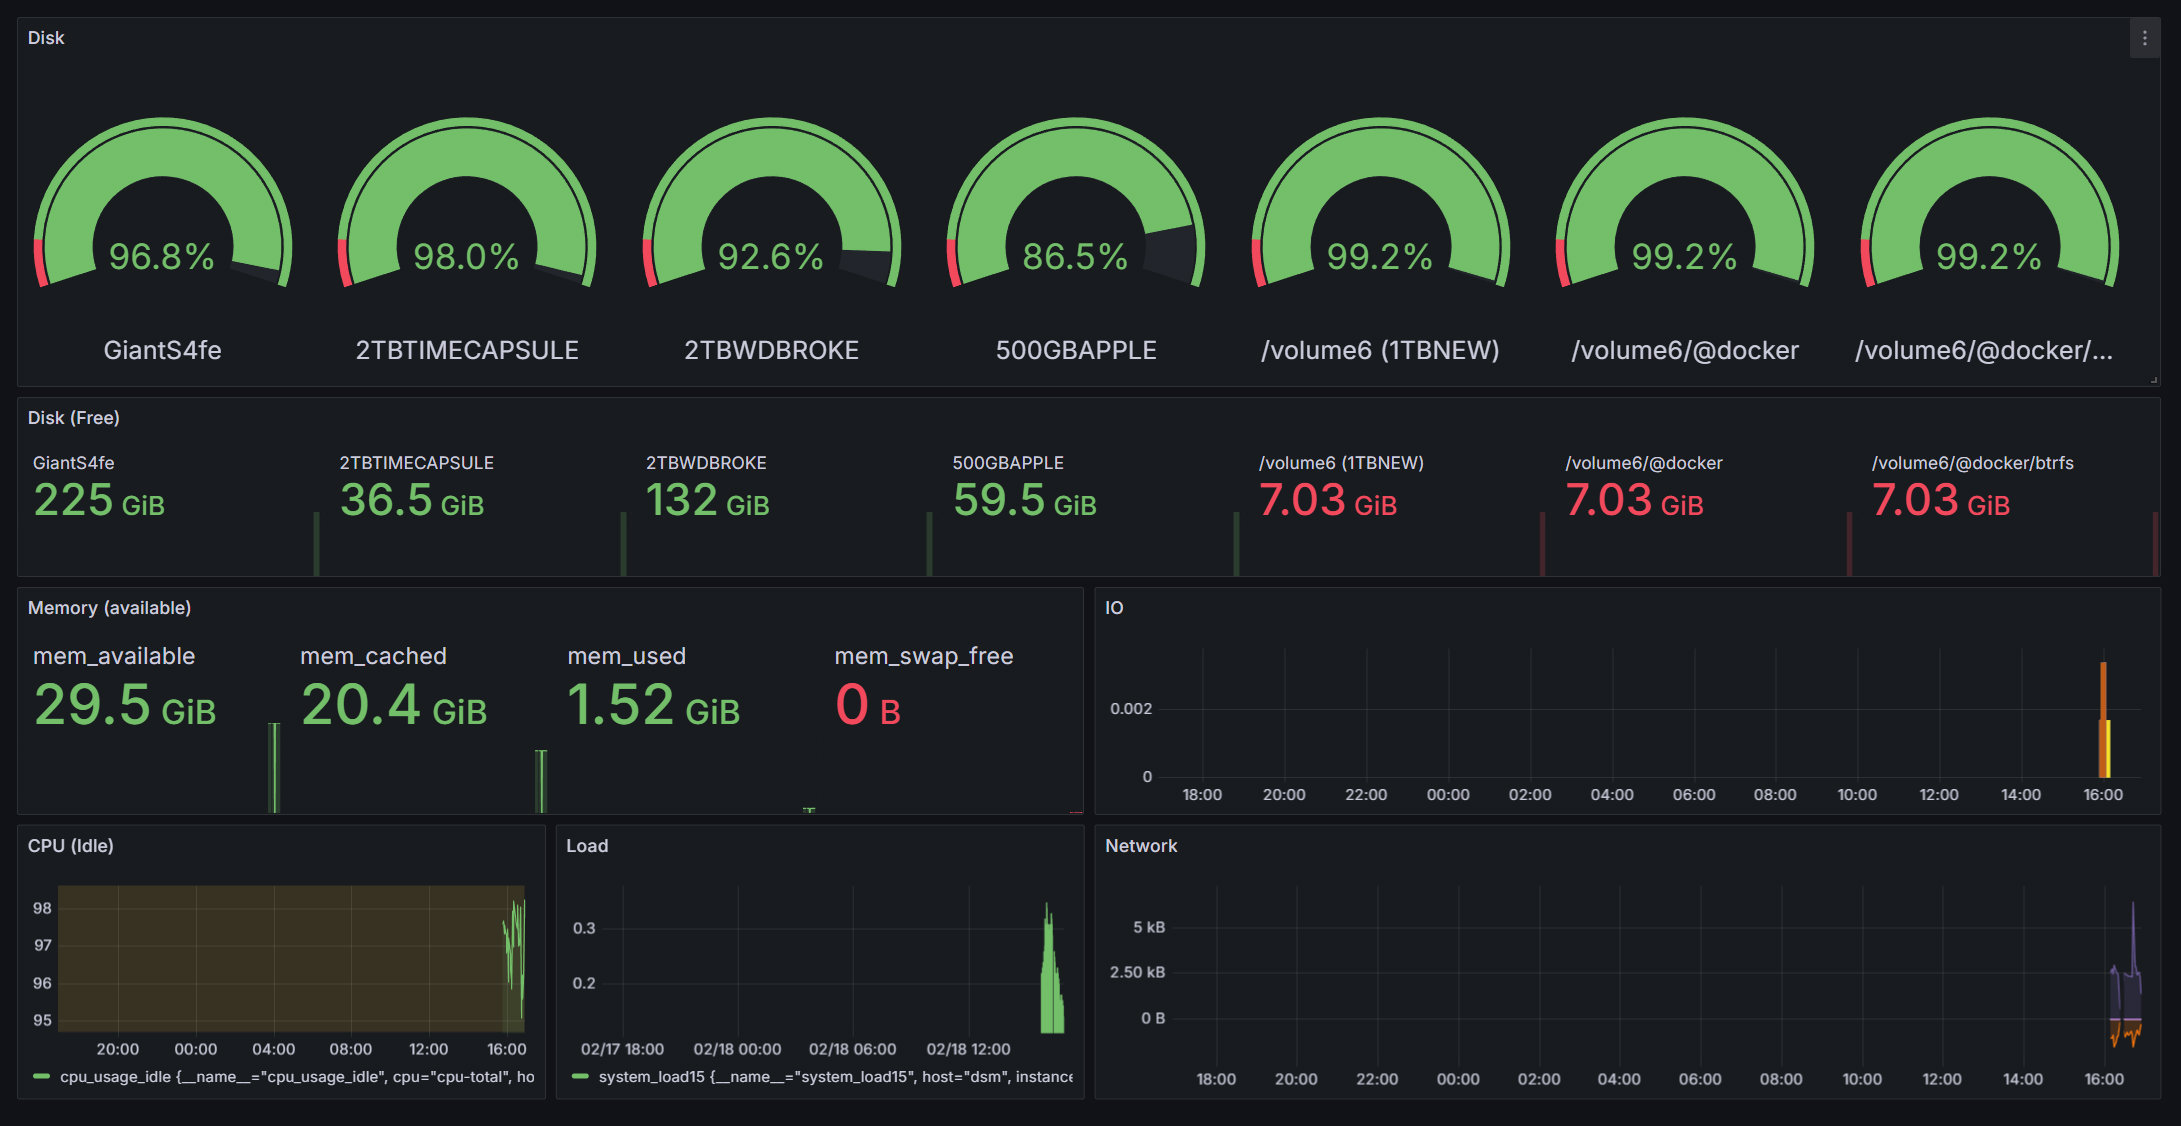 Disk
96.8%
98.0%
92.6%
86.5%
99.2%
99.2%
99.2%
GiantS4fe
2TBTIMECAPSULE
2TBWDBROKE
500GBAPPLE
/volume6 (1TBNEW)
/volume6/@docker
/volume6/@docker/...
Disk (Free)
GiantS4fe
225 GiB
2TBTIMECAPSULE
36.5 GiB
2TBWDBROKE
132 GiB
500GBAPPLE
59.5 GiB
/volume6 (1TBNEW)
7.03 GiB
/volume6/@docker
7.03 GiB
/volume6/@docker/btrfs
7.03 GiB
Memory (available)
mem_available
29.5 GiB
mem_cached
20.4 GiB
mem_used
1.52 GiB
mem_swap_free
0 B
IO
0.002
0
18:00 20:00 22:00 00:00 02:00 04:00 06:00 08:00 10:00 12:00 14:00 16:00
CPU (Idle)
98
97
96
95
20:00 00:00 04:00 08:00 12:00 16:00
cpu_usage_idle {__name__="cpu_usage_idle", cpu="cpu-total", ho
Load
0.3
0.2
02/17 18:00 02/18 00:00 02/18 06:00 02/18 12:00
system_load15 {__name__="system_load15", host="dsm", instance
Network
5 kB
2.50 kB
0 B
18:00 20:00 22:00 00:00 02:00 04:00 06:00 08:00 10:00 12:00 14:00 16:00